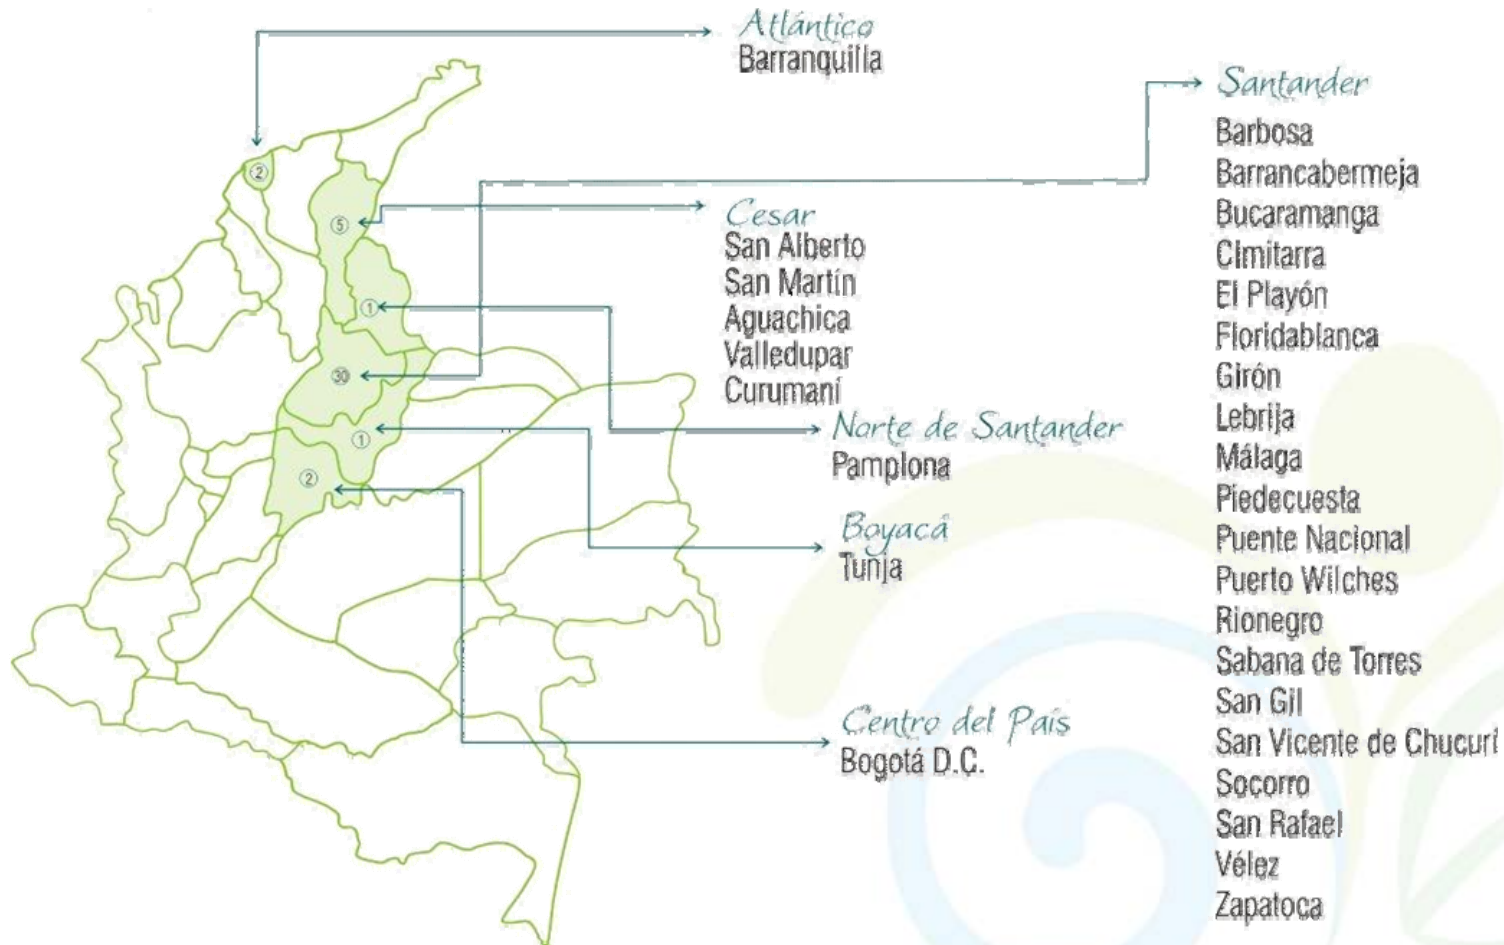 Atlántico
Barranquilla
②
⑤
①
㉚
①
②
Cesar
San Alberto
San Martín
Aguachica
Valledupar
Curumaní
Norte de Santander
Pamplona
Boyacá
Tunja
Centro del País
Bogotá D.C.
Santander
Barbosa
Barrancabermeja
Bucaramanga
Cimitarra
El Playón
Floridablanca
Girón
Lebrija
Málaga
Piedecuesta
Puente Nacional
Puerto Wilches
Rionegro
Sabana de Torres
San Gil
San Vicente de Chucurí
Socorro
San Rafael
Vélez
Zapatoca